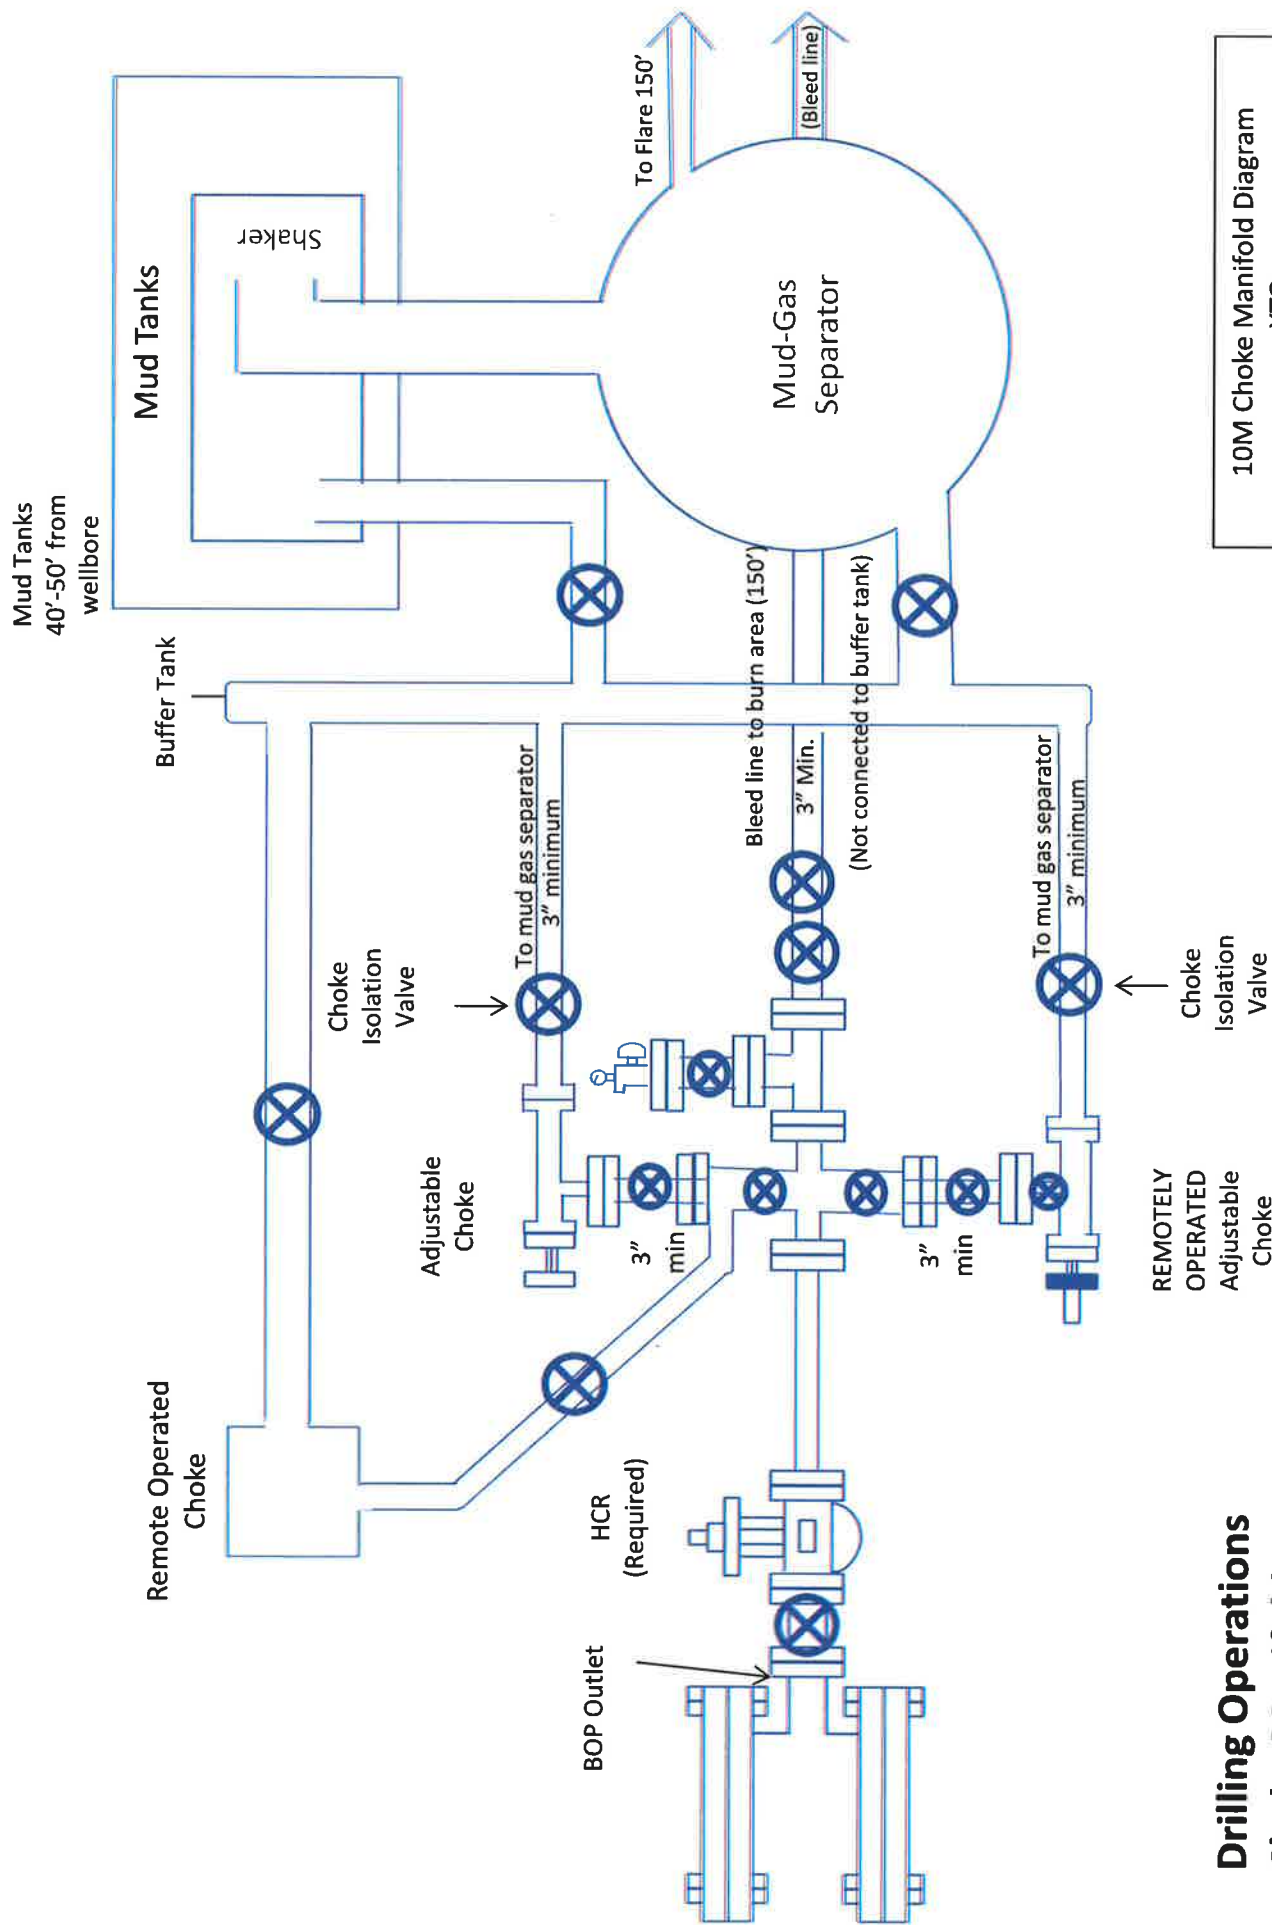 Mud Tanks
40'-50' from
wellbore
Mud Tanks
Shaker
To Flare 150'
(Bleed line)
Buffer Tank
Mud-Gas
Separator
Bleed line to burn area (150')
3" Min.
(Not connected to buffer tank)
To mud gas separator
3" minimum
To mud gas separator
3" minimum
Choke
Isolation
Valve
Choke
Isolation
Valve
Adjustable
Choke
3"
min
3"
min
REMOTELY
OPERATED
Adjustable
Choke
Remote Operated
Choke
HCR
(Required)
BOP Outlet
10M Choke Manifold Diagram
Drilling Operations